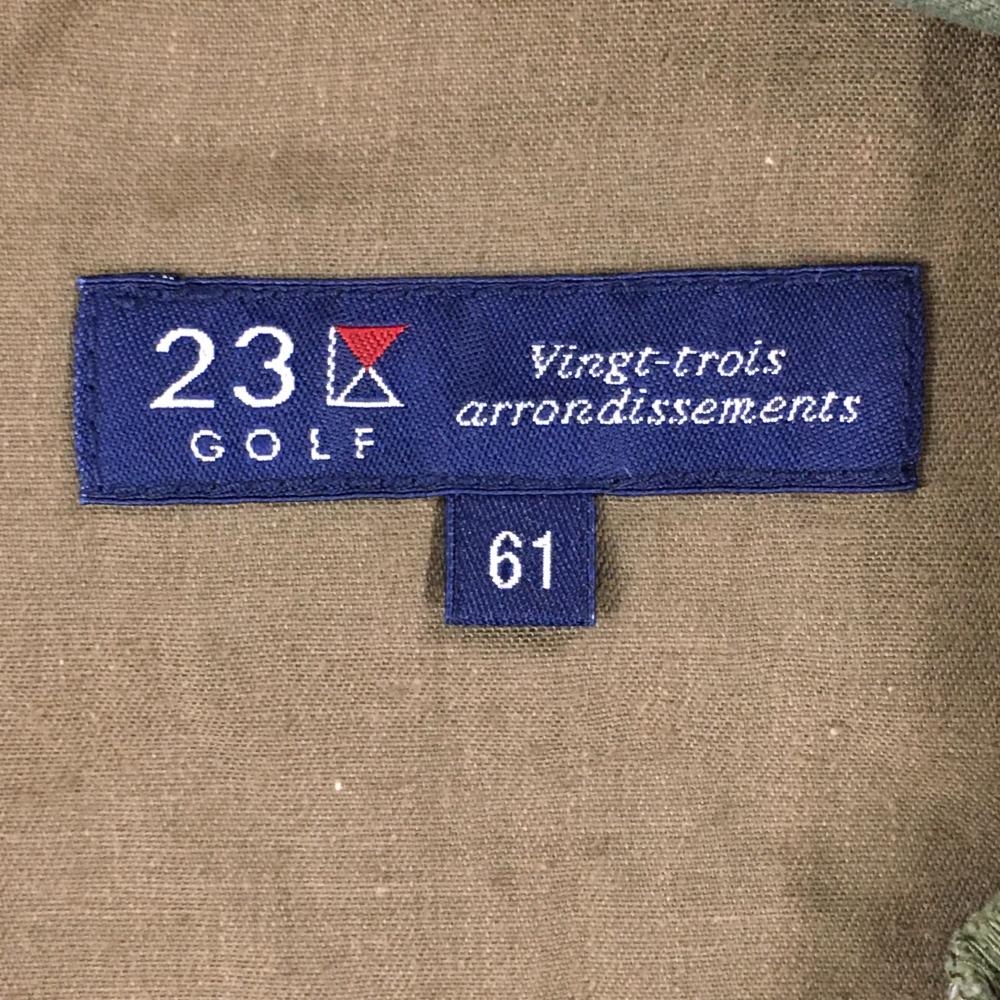 23
GOLF
Vingt-trois
arrondissements
61